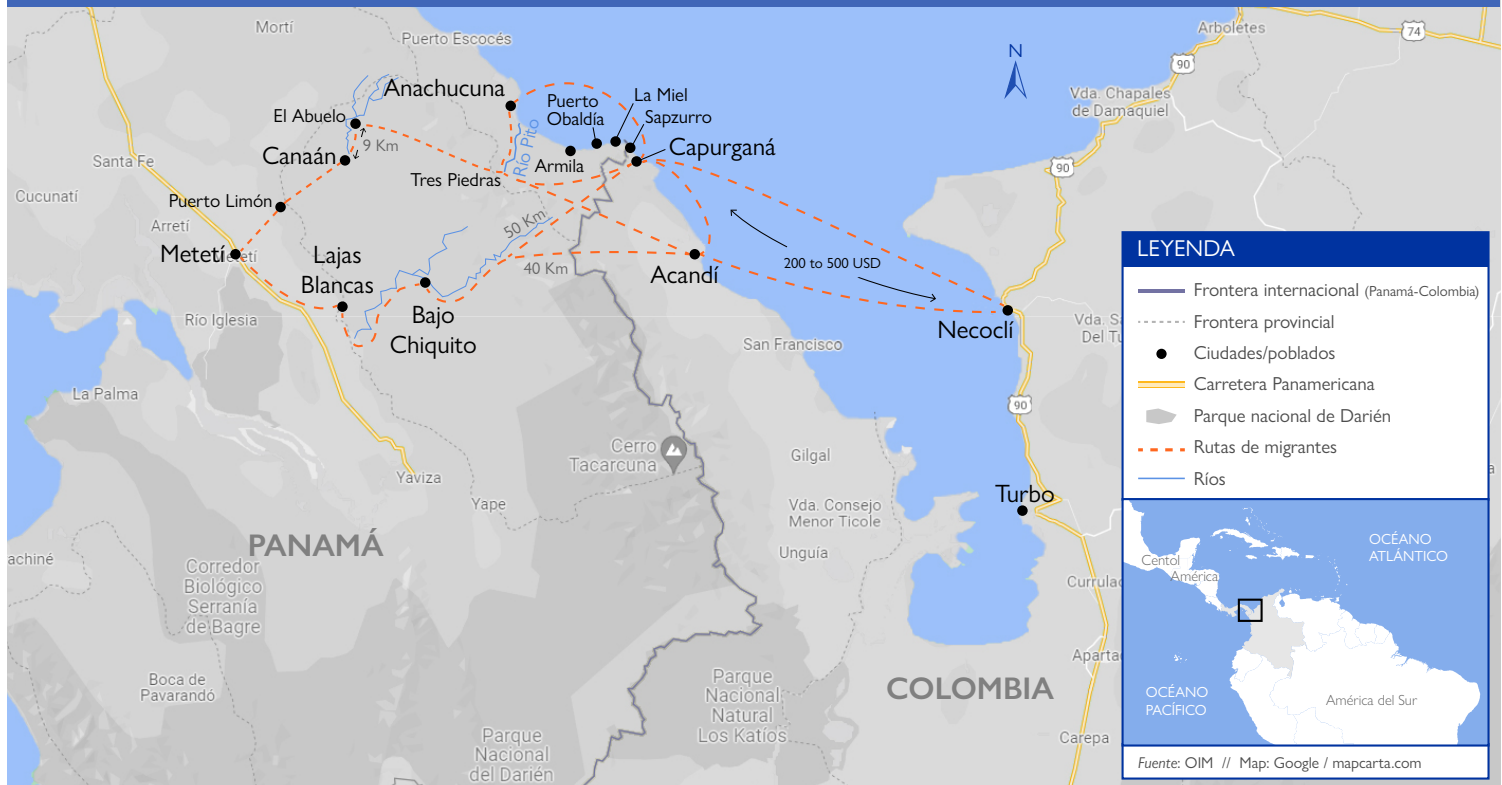 Mortí
Puerto Escocés
Arboletes
74
90
N
Anachucuna
La Miel
Puerto
Obaldía
Sapzurro
Vda. Chapales
de Damaquiel
El Abuelo
9 Km
Río Pito
Capurganá
Canaán
Santa Fe
Armila
90
Tres Piedras
Cucunatí
Puerto Limón
Arretí
50 Km
Metetí
Metetí
Lajas
Blancas
40 Km
Acandí
200 to 500 USD
Bajo
Chiquito
Río Iglesia
San Francisco
Necoclí
Vda. Sa
Del Tu
La Palma
90
Cerro
Tacarcuna
Gilgal
Yaviza
Yape
Turbo
Vda. Consejo
Menor Ticole
PANAMÁ
Unguía
achiné
Corredor
Biológico
Serranía
de Bagre
Currulao
Apartad
Boca de
Pavarandó
Parque
Nacional
Natural
Los Katíos
COLOMBIA
Parque
Nacional
del Darién
Carepa
LEYENDA
Frontera internacional (Panamá-Colombia)
Frontera provincial
Ciudades/poblados
Carretera Panamericana
Parque nacional de Darién
Rutas de migrantes
Ríos
a
OCÉANO
ATLÁNTICO
Centol
América
OCÉANO
PACÍFICO
América del Sur
Fuente: OIM // Map: Google / mapcarta.com